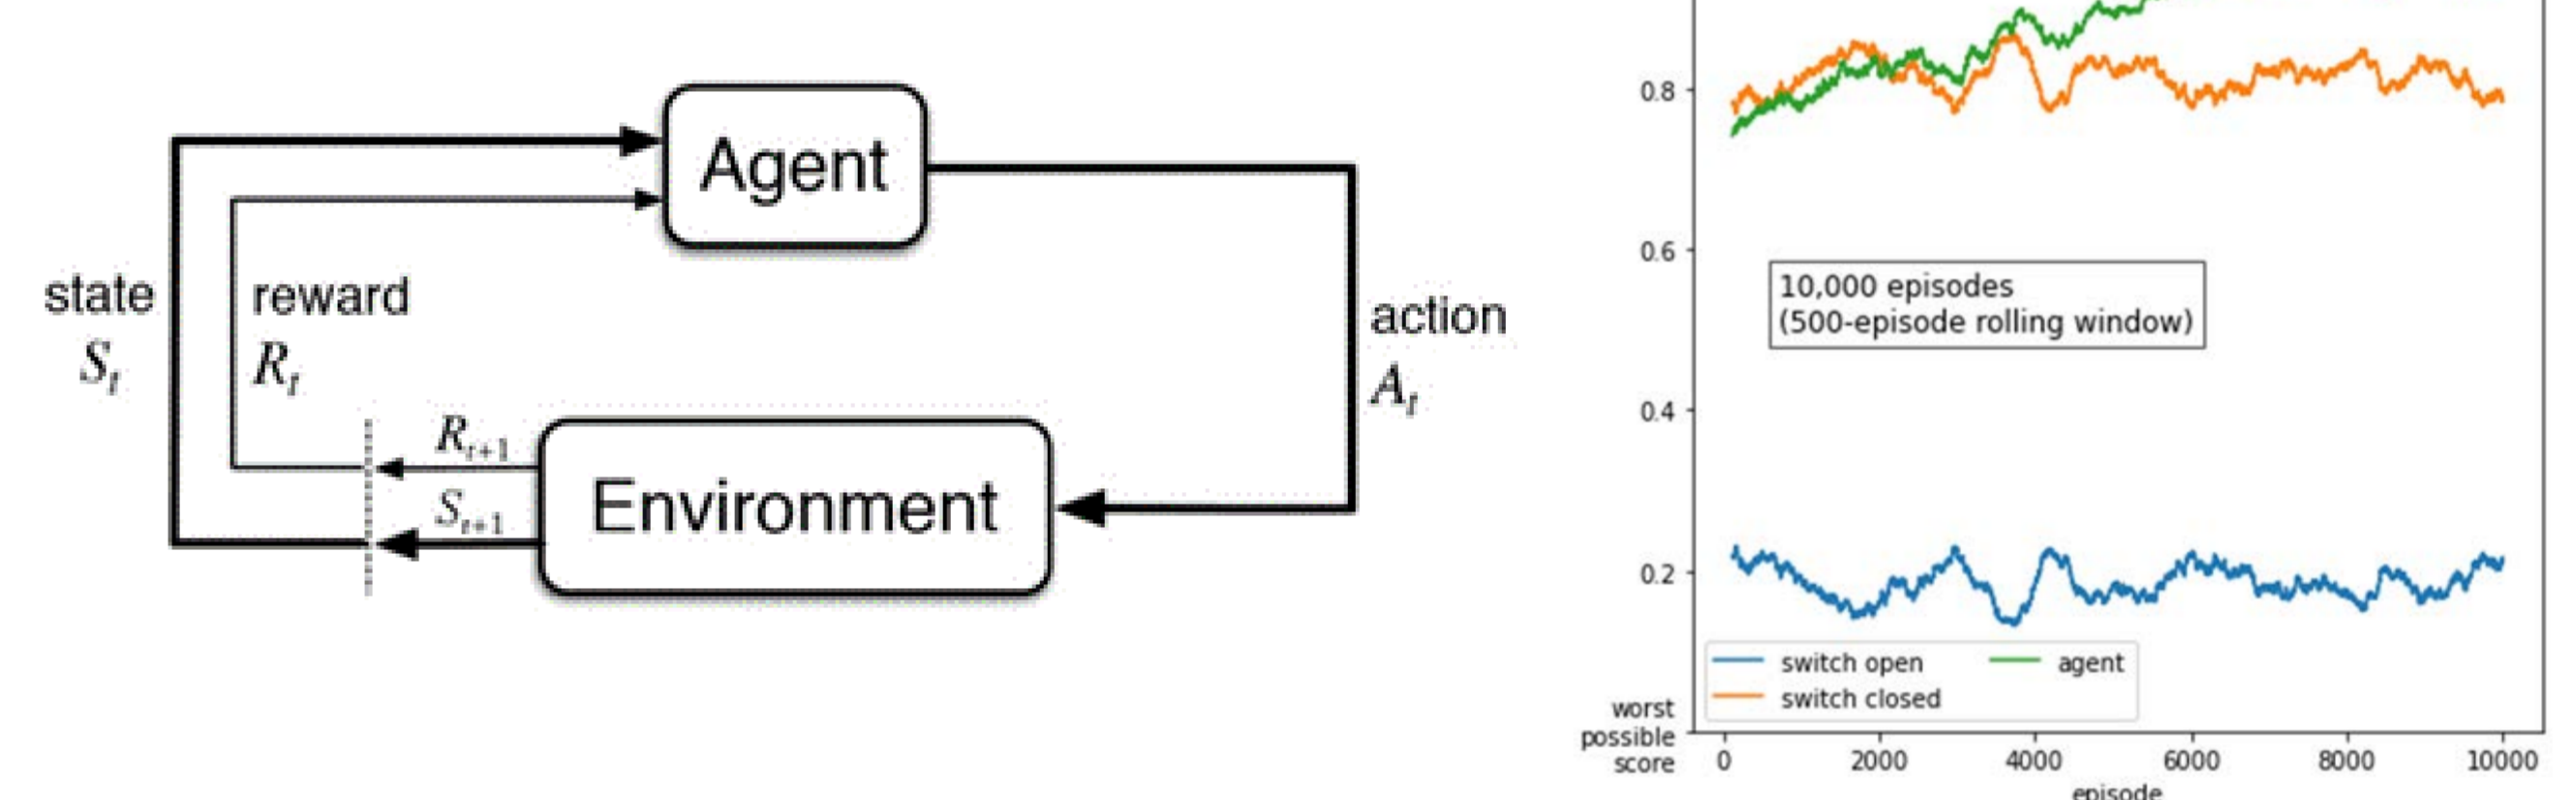 Agent
state
S_t
reward
R_t
action
A_t
R_{t+1}
S_{t+1}
Environment
0.8
0.6
0.4
0.2
10,000 episodes
(500-episode rolling window)
switch open
agent
switch closed
worst
possible
score
0 2000 4000 6000 8000 10000
episode